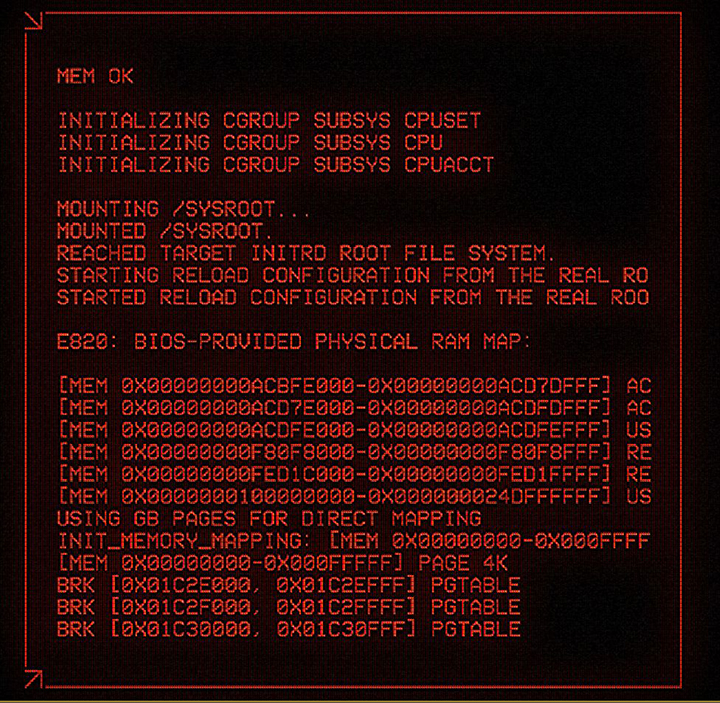 MEM OK
INITIALIZING CGROUP SUBSYS CPUSET
INITIALIZING CGROUP SUBSYS CPU
INITIALIZING CGROUP SUBSYS CPUACCT
MOUNTING /SYSROOT...
MOUNTED /SYSROOT.
REACHED TARGET INITRD ROOT FILE SYSTEM.
STARTING RELOAD CONFIGURATION FROM THE REAL RO
STARTED RELOAD CONFIGURATION FROM THE REAL ROO
E820: BIOS-PROVIDED PHYSICAL RAM MAP:
[MEM 0X00000000ACBFE000-0X00000000ACD7DFFF] AC
[MEM 0X00000000ACD7E000-0X00000000ACDFDFFF] AC
[MEM 0X00000000ACDFE000-0X00000000ACDFEFFF] US
[MEM 0X00000000F80F8000-0X00000000F80F8FFF] RE
[MEM 0X00000000FED1C000-0X00000000FED1FFFF] RE
[MEM 0X0000000100000000-0X000000024DFFFFFF] US
USING GB PAGES FOR DIRECT MAPPING
INIT_MEMORY_MAPPING: [MEM 0X00000000-0X000FFFF
[MEM 0X00000000-0X000FFFFF] PAGE 4K
BRK [0X01C2E000, 0X01C2EFFF] PGTABLE
BRK [0X01C2F000, 0X01C2FFFF] PGTABLE
BRK [0X01C30000, 0X01C30FFF] PGTABLE